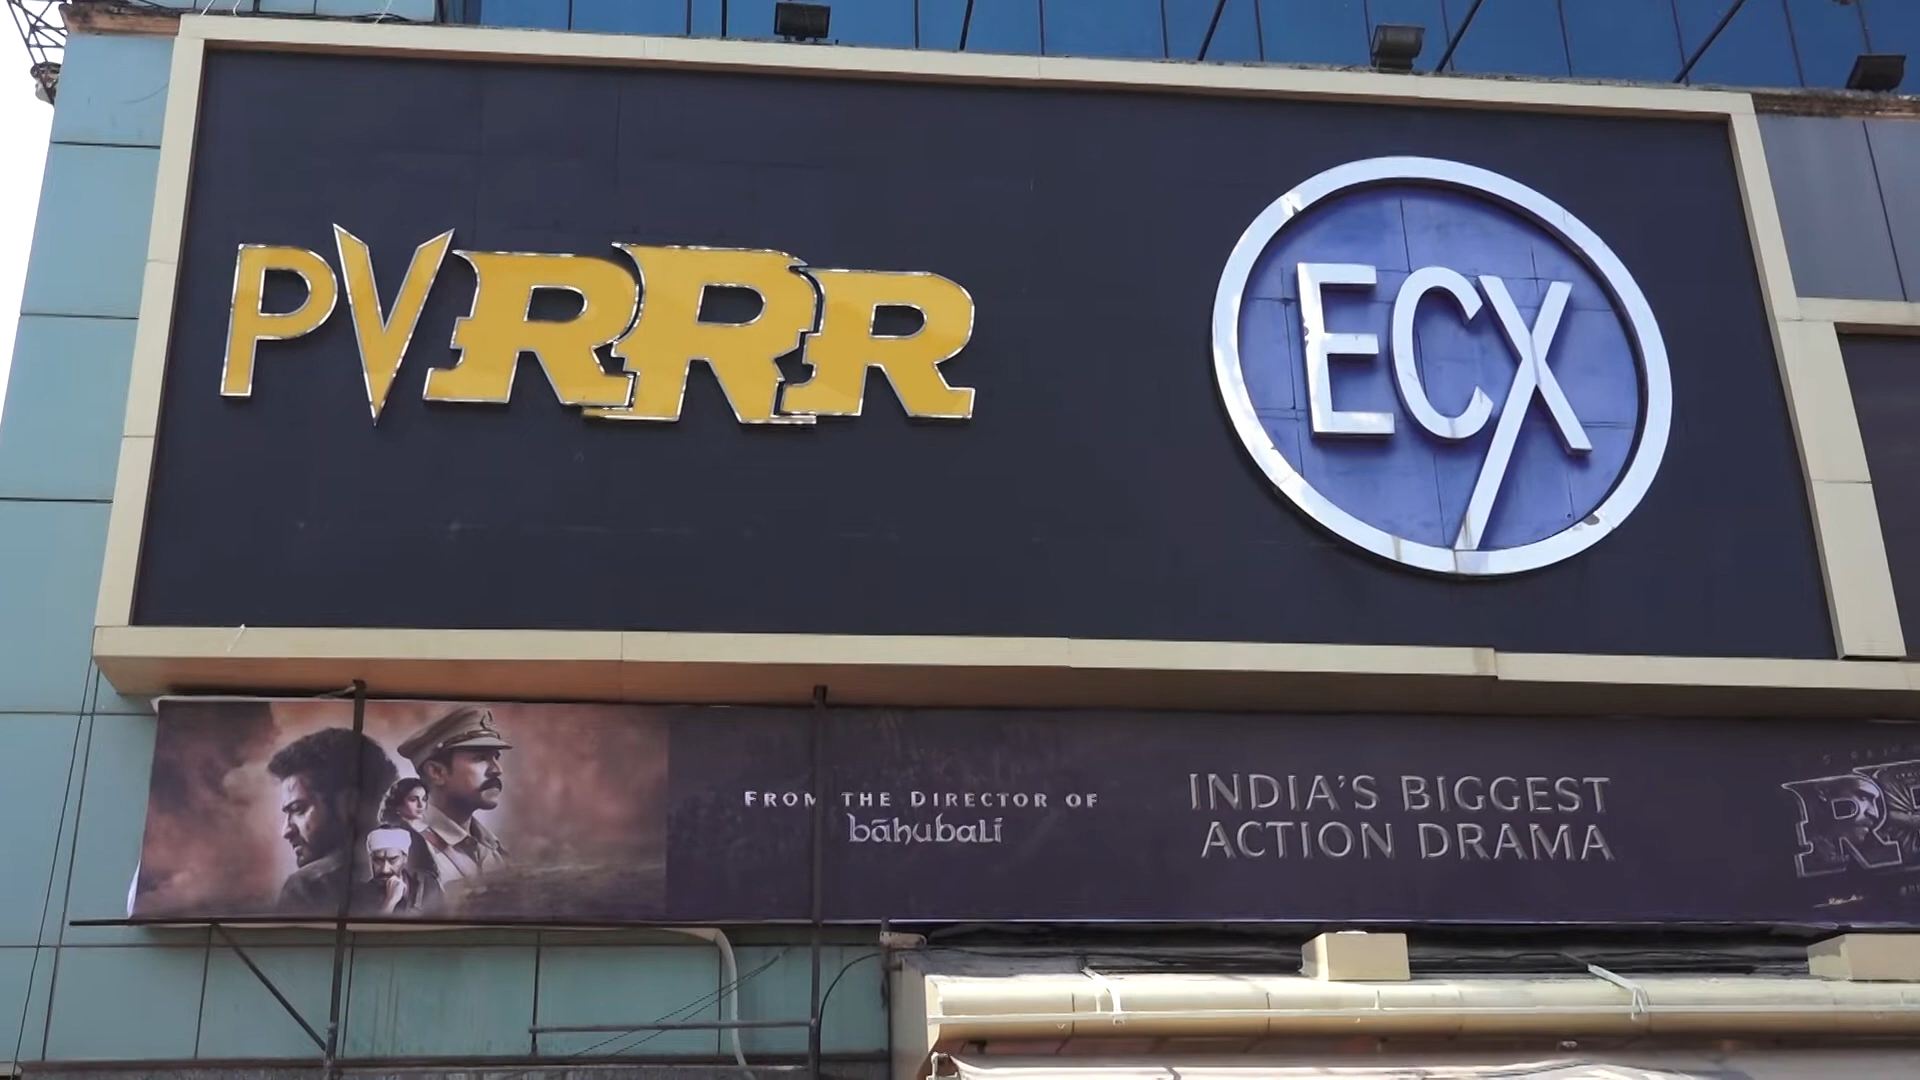 PVRRR
ECX
FROM THE DIRECTOR OF
bāhubali
INDIA'S BIGGEST
ACTION DRAMA